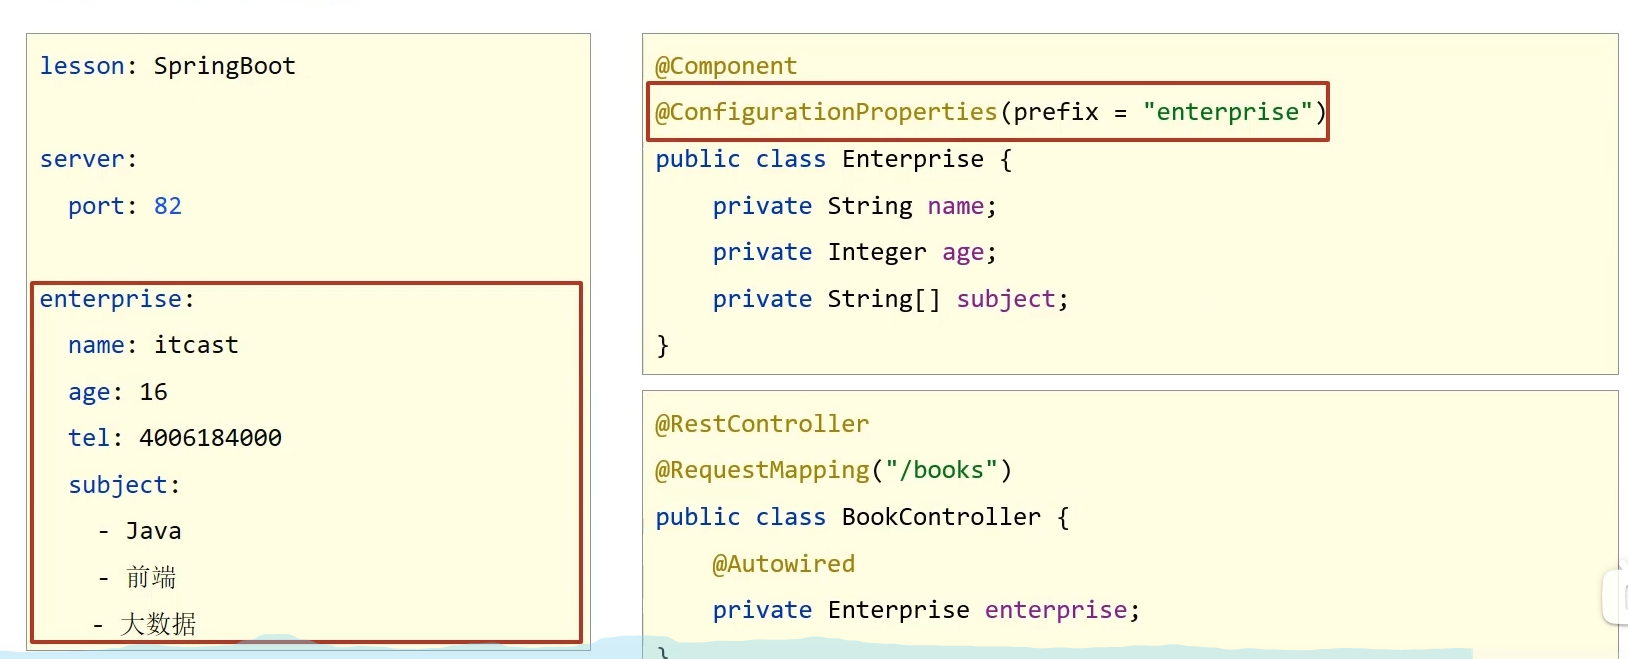 lesson: SpringBoot
server:
  port: 82
enterprise:
  name: itcast
  age: 16
  tel: 4006184000
  subject:
    - Java
    - 前端
    - 大数据
@Component
@ConfigurationProperties(prefix = "enterprise")
public class Enterprise {
    private String name;
    private Integer age;
    private String[] subject;
}
@RestController
@RequestMapping("/books")
public class BookController {
    @Autowired
    private Enterprise enterprise;
}